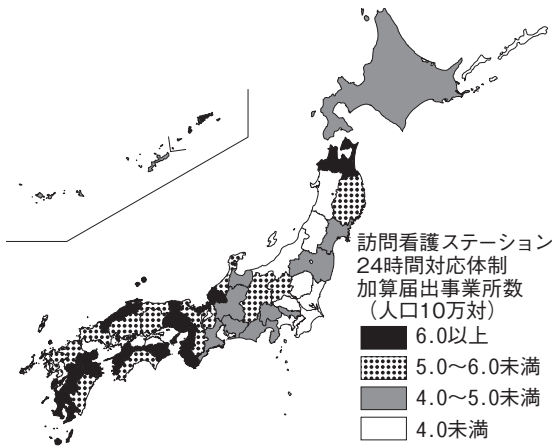 訪問看護ステーション
24時間対応体制
加算届出事業所数
（人口10万対）
6.0以上
5.0〜6.0未満
4.0〜5.0未満
4.0未満